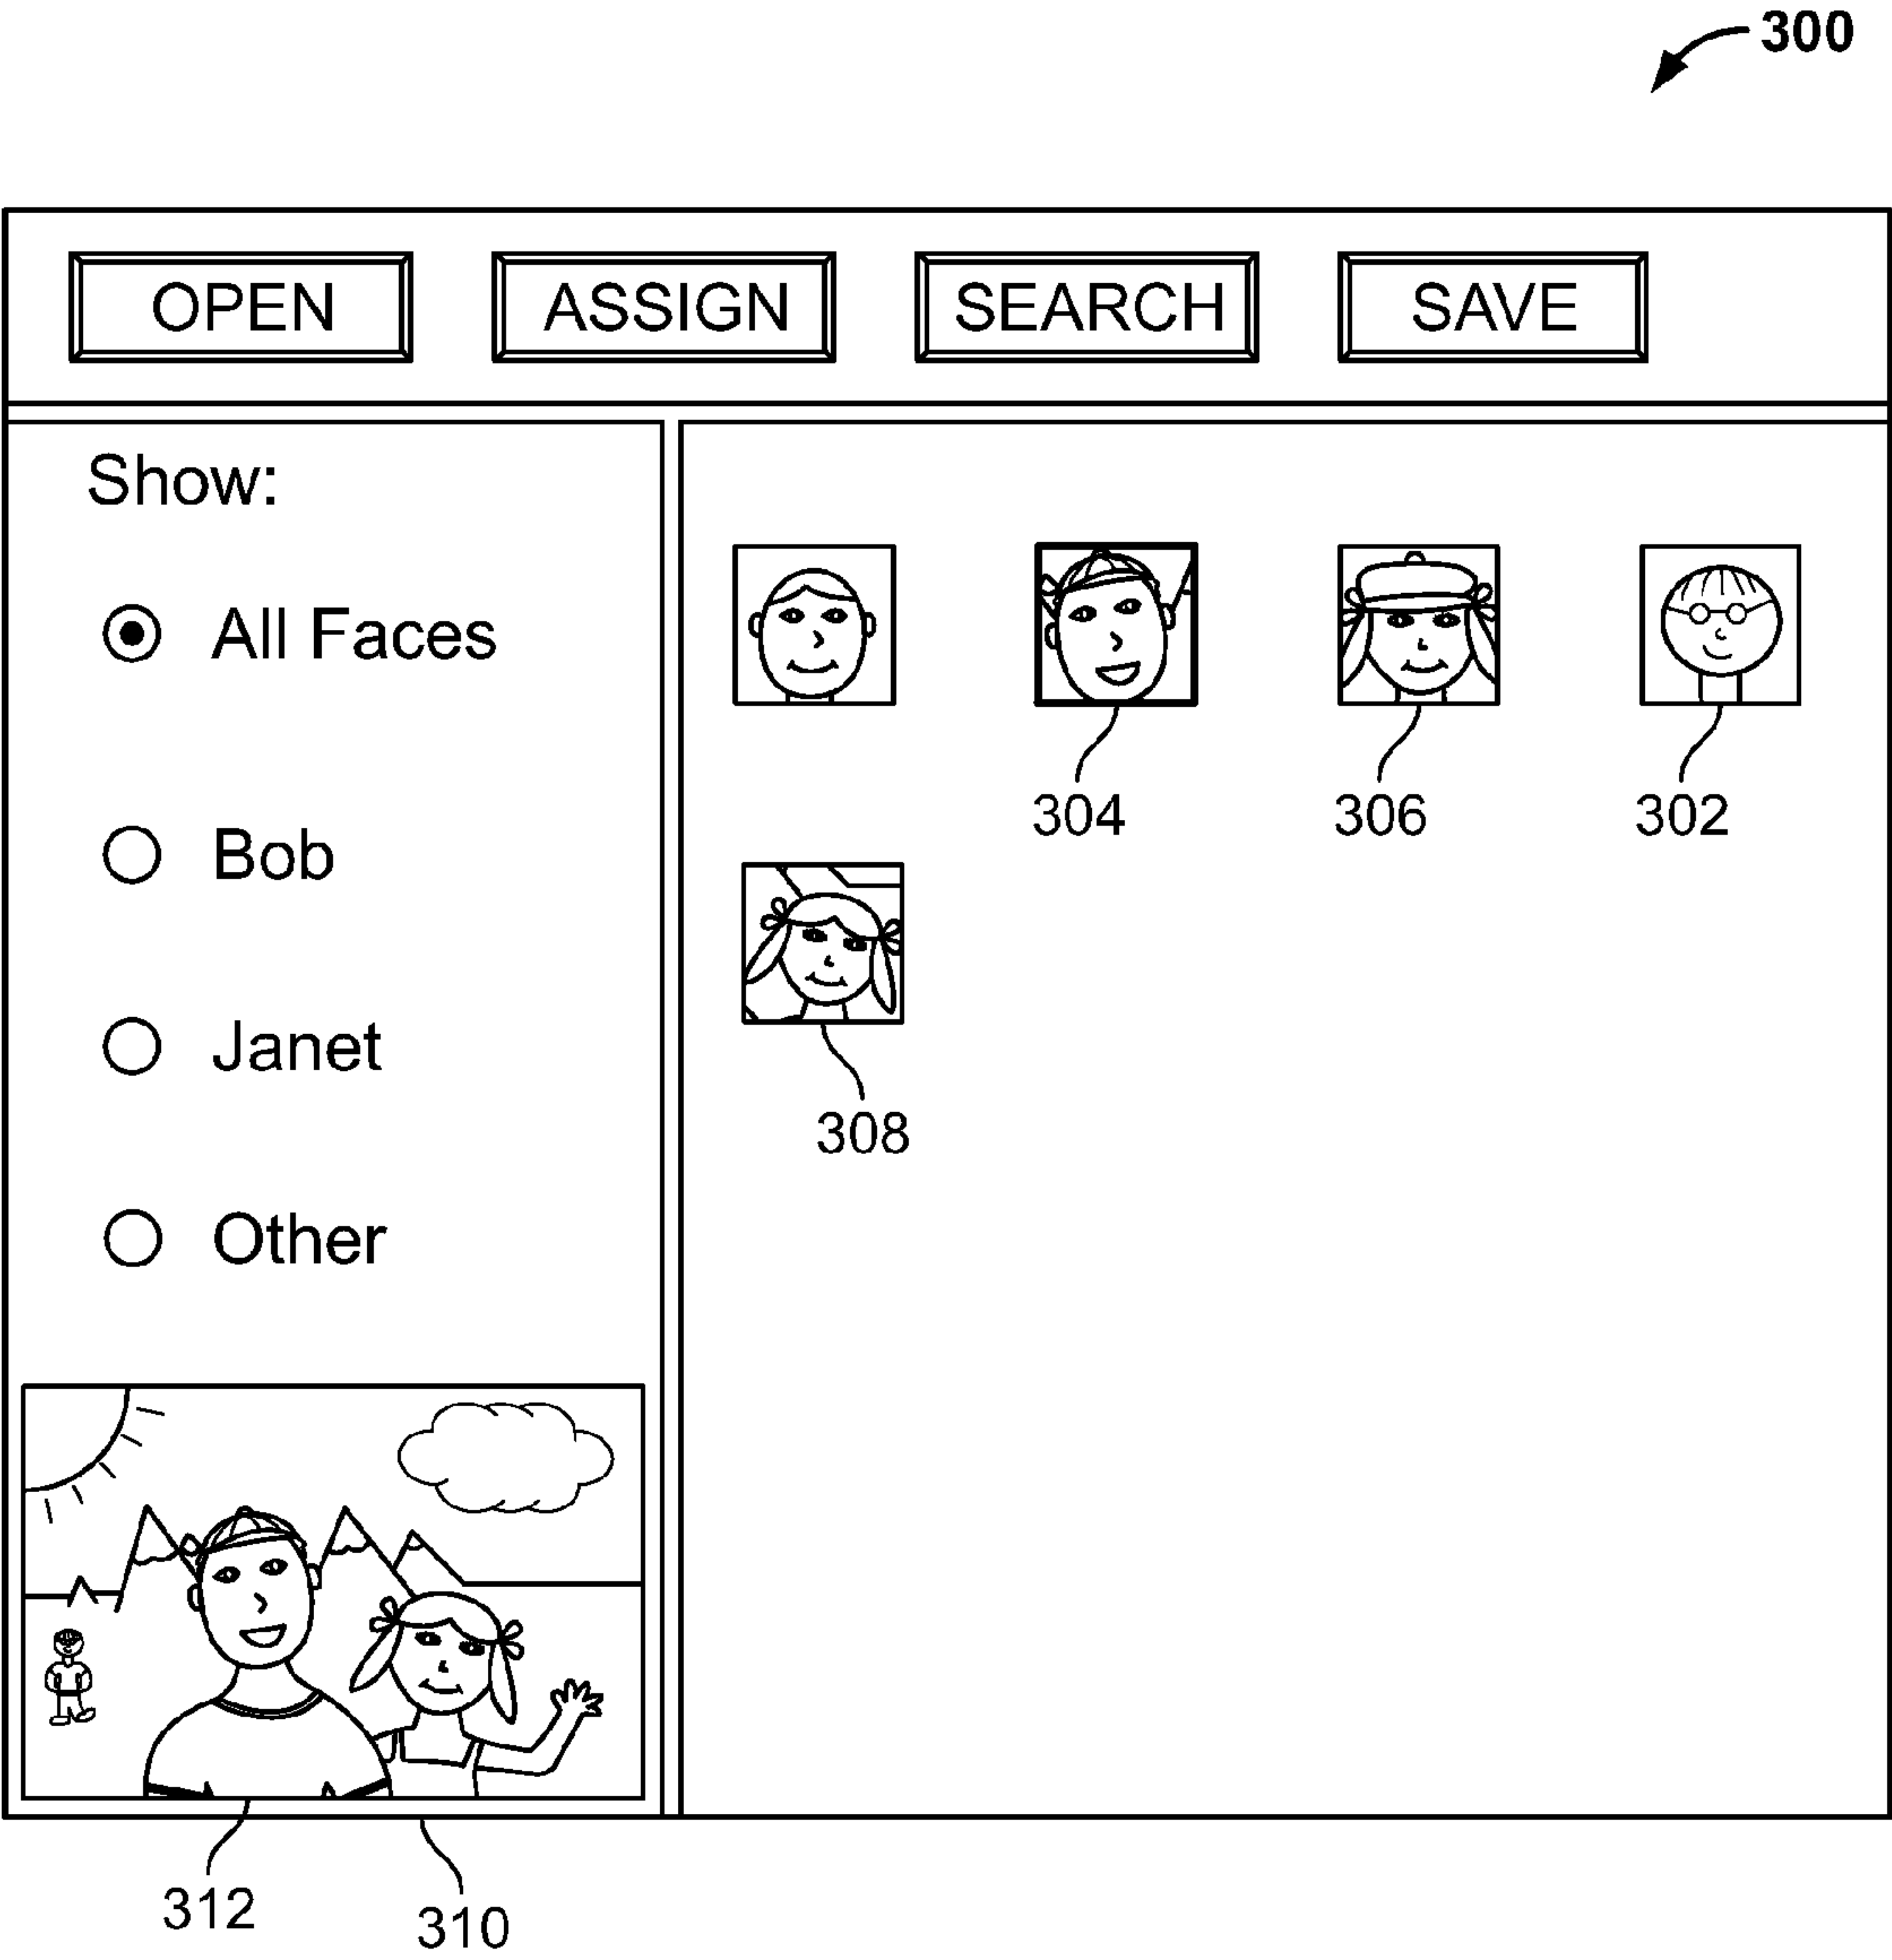 300
OPEN ASSIGN SEARCH SAVE
Show:
All Faces
Bob
Janet
Other
304 306 302
308
312 310